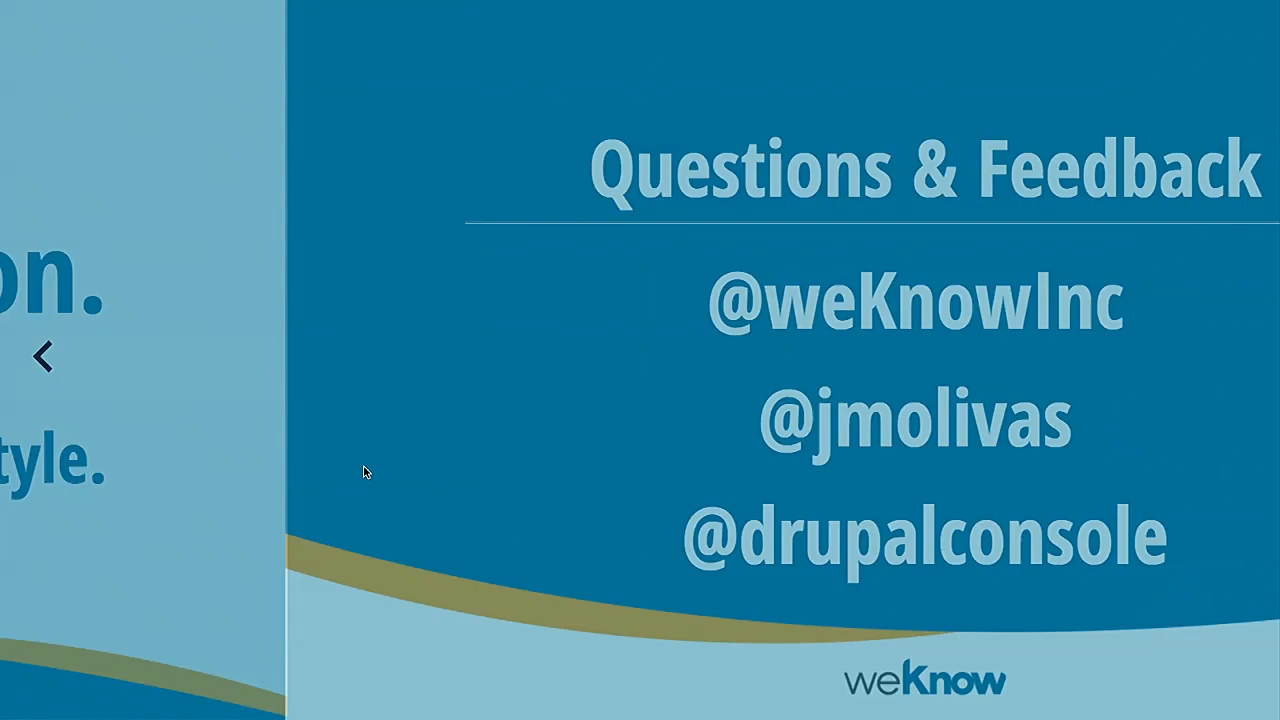 on.
tyle.
Questions & Feedback
@weKnowInc
@jmolivas
@drupalconsole
weKnow